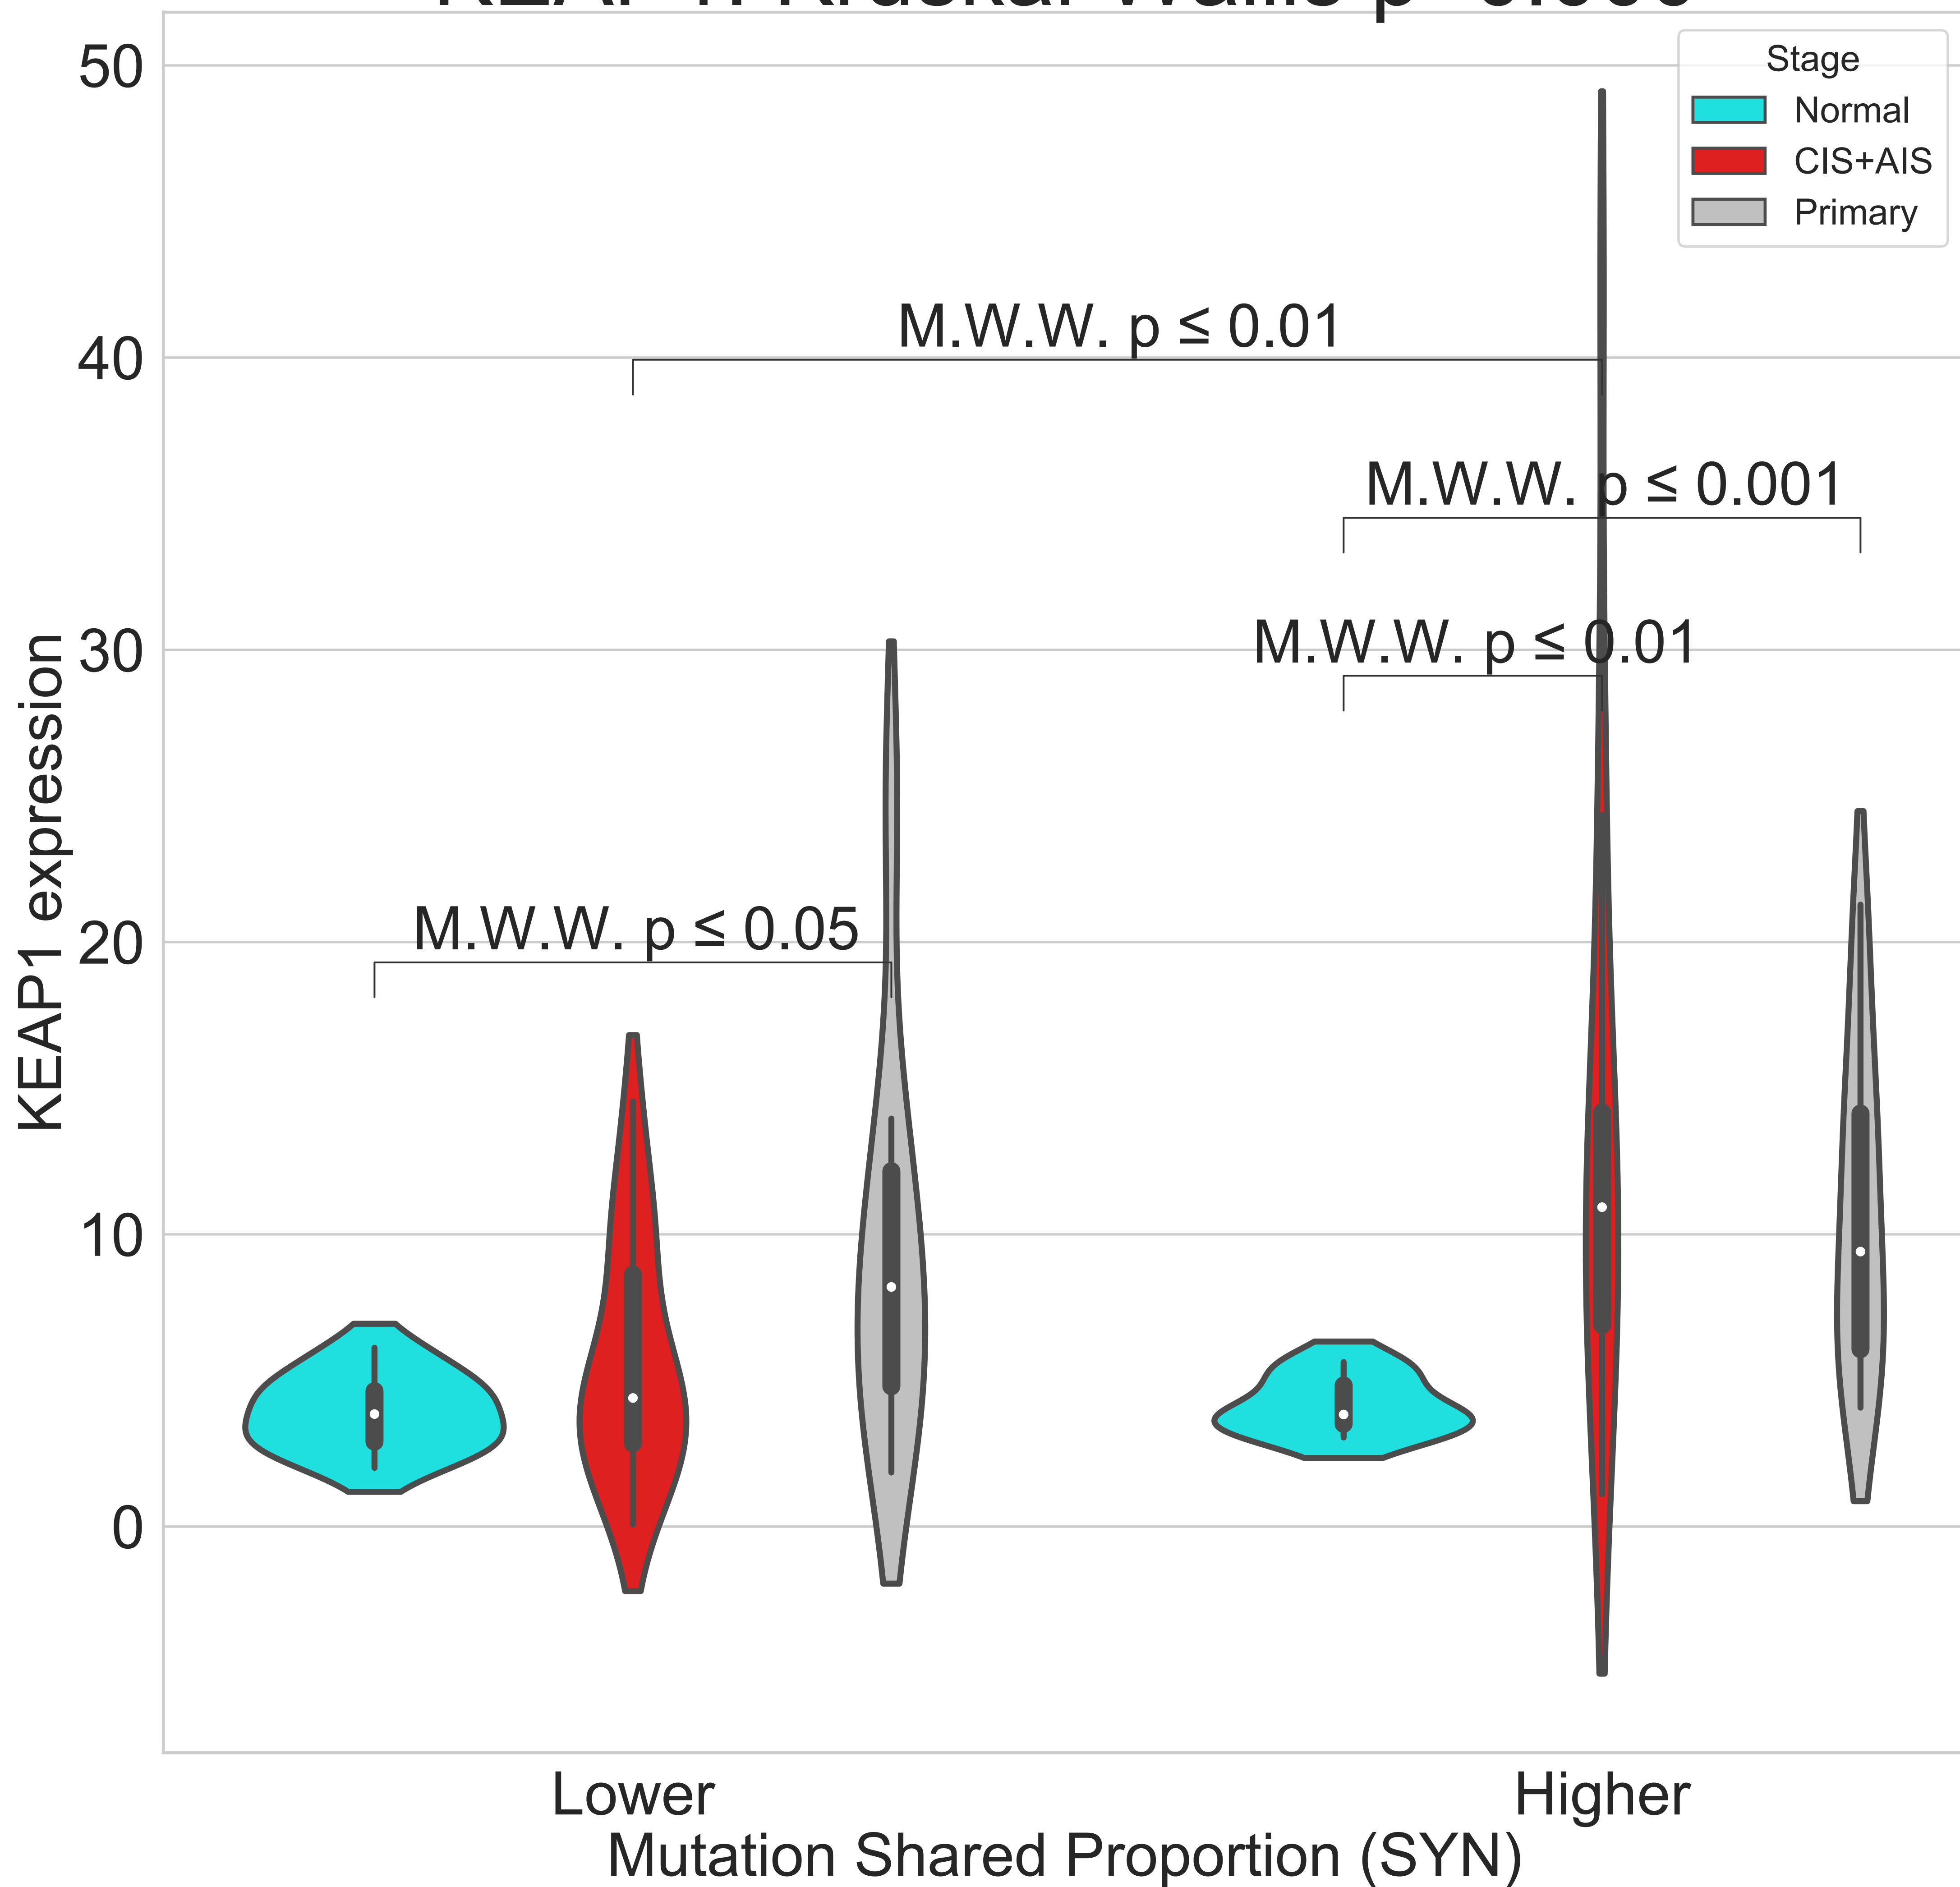 50
Stage
Normal
CIS+AIS
Primary
M.W.W. p ≤ 0.01
40
M.W.W. p ≤ 0.001
M.W.W. p ≤ 0.01
30
KEAP1 expression
M.W.W. p ≤ 0.05
20
10
0
Lower
Higher
Mutation Shared Proportion (SYN)